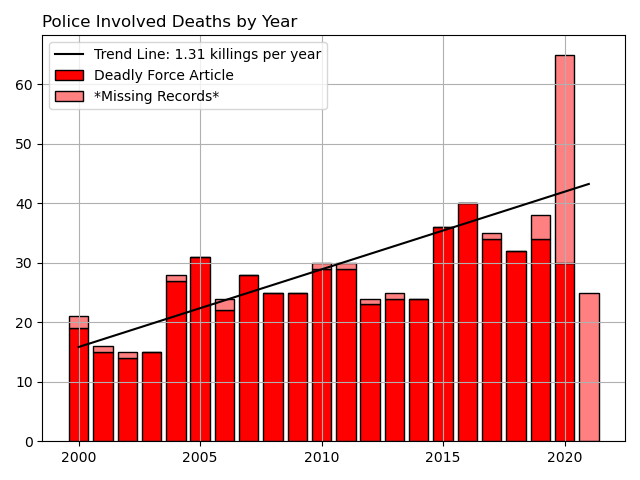 Police Involved Deaths by Year
Trend Line: 1.31 killings per year
Deadly Force Article
*Missing Records*
60
50
40
30
20
10
0
2000 2005 2010 2015 2020